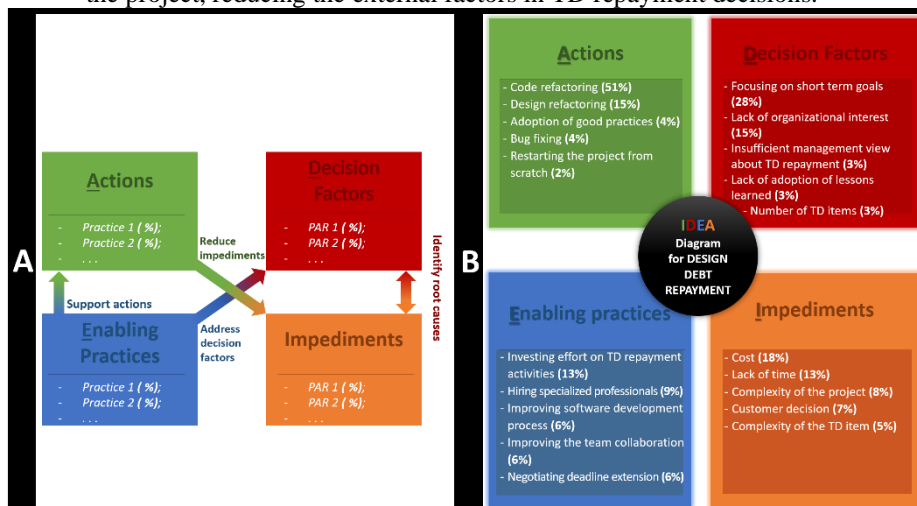 the project, reducing the external factors in TD repayment decisions.
A
Actions
- Practice 1 ( %);
- Practice 2 ( %);
- . . .
Decision
Factors
- PAR 1 ( %);
- PAR 2 ( %);
- . . .
Reduce
impediments
Identify root causes
Support actions
Address
decision
factors
Enabling
Practices
- Practice 1 ( %);
- Practice 2 ( %);
- . . .
Impediments
- PAR 1 ( %);
- PAR 2 ( %);
- . . .
B
Actions
- Code refactoring (51%)
- Design refactoring (15%)
- Adoption of good practices (4%)
- Bug fixing (4%)
- Restarting the project from
scratch (2%)
Decision Factors
- Focusing on short term goals
(28%)
- Lack of organizational interest
(15%)
- Insufficient management view
about TD repayment (3%)
- Lack of adoption of lessons
learned (3%)
- Number of TD items (3%)
IDEA
Diagram
for DESIGN
DEBT
REPAYMENT
Enabling practices
- Investing effort on TD repayment
activities (13%)
- Hiring specialized professionals (9%)
- Improving software development
process (6%)
- Improving the team collaboration
(6%)
- Negotiating deadline extension (6%)
Impediments
- Cost (18%)
- Lack of time (13%)
- Complexity of the project (8%)
- Customer decision (7%)
- Complexity of the TD item (5%)